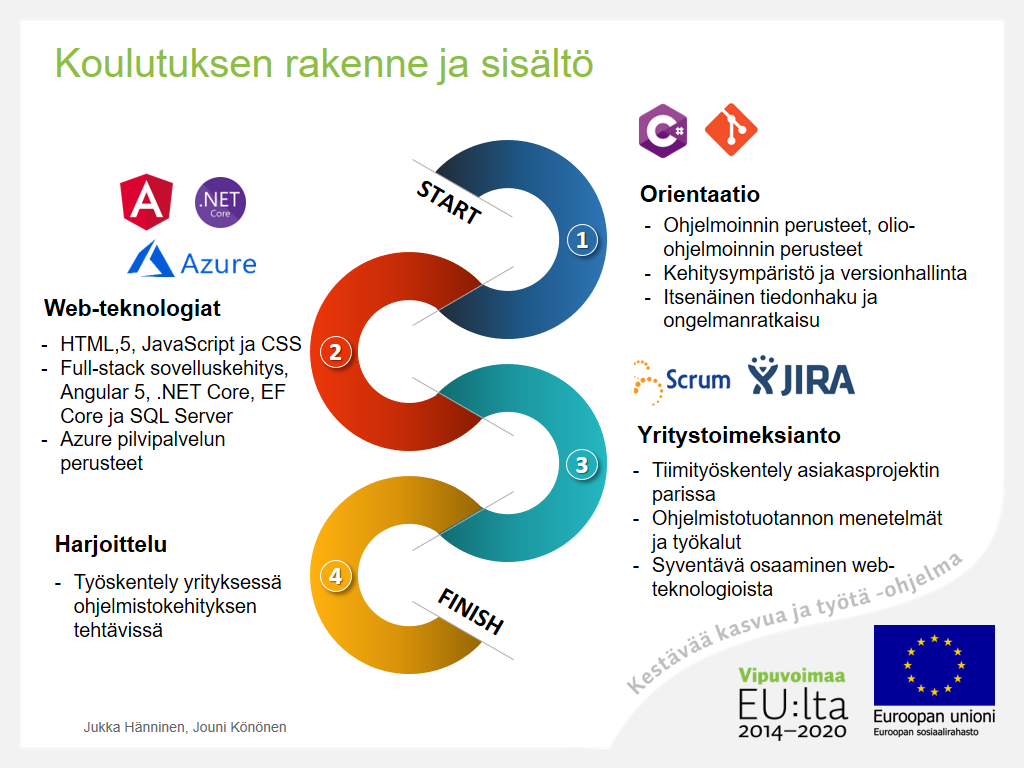 Koulutuksen rakenne ja sisältö
START
1
C#
Orientaatio
- Ohjelmoinnin perusteet, olio-
ohjelmoinnin perusteet
- Kehitysympäristö ja versionhallinta
- Itsenäinen tiedonhaku ja
ongelmanratkaisu
A
.NET
Core
Azure
Web-teknologiat
- HTML,5, JavaScript ja CSS
- Full-stack sovelluskehitys,
Angular 5, .NET Core, EF
Core ja SQL Server
- Azure pilvipalvelun
perusteet
2
Scrum
JIRA
Yritystoimeksianto
- Tiimityöskentely asiakasprojektin
parissa
- Ohjelmistotuotannon menetelmät
ja työkalut
- Syventävä osaaminen web-
teknologioista
3
Harjoittelu
- Työskentely yrityksessä
ohjelmistokehityksen
tehtävissä
4
FINISH
Kestävää kasvua ja työtä -ohjelma
Vipuvoimaa
EU:lta
2014–2020
Euroopan unioni
Euroopan sosiaalirahasto
Jukka Hänninen, Jouni Könönen